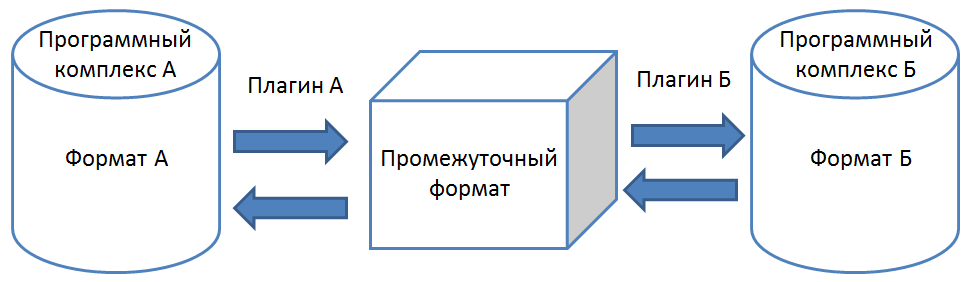 Программный
комплекс А
Формат А
Плагин А
Промежуточный
формат
Плагин Б
Программный
комплекс Б
Формат Б